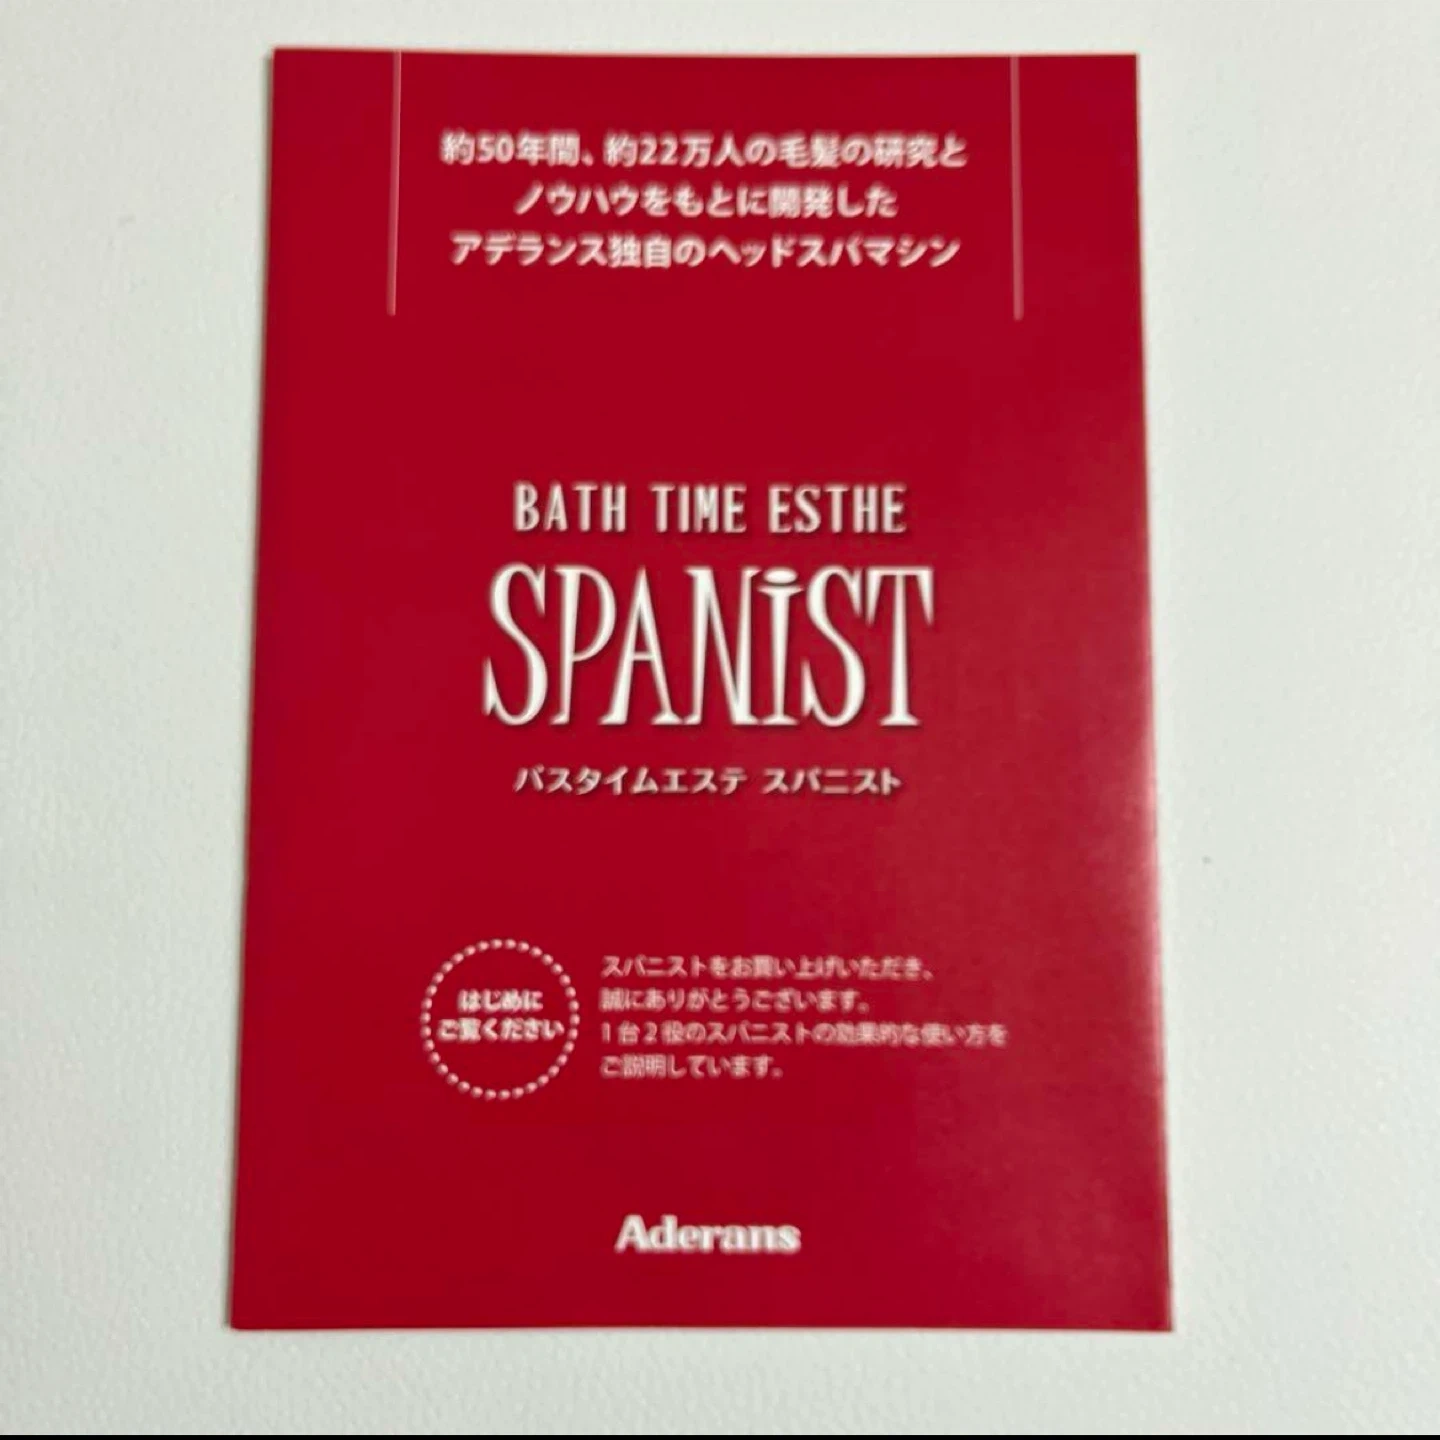 約50年間、約22万人の毛髪の研究と
ノウハウをもとに開発した
アデランス独自のヘッドスパマシン
BATH TIME ESTHE
SPANiST
バスタイムエステ スパニスト
はじめに
ご覧ください
スパニストをお買い上げいただき、
誠にありがとうございます。
1台2役のスパニストの効果的な使い方を
ご説明しています。
Aderans